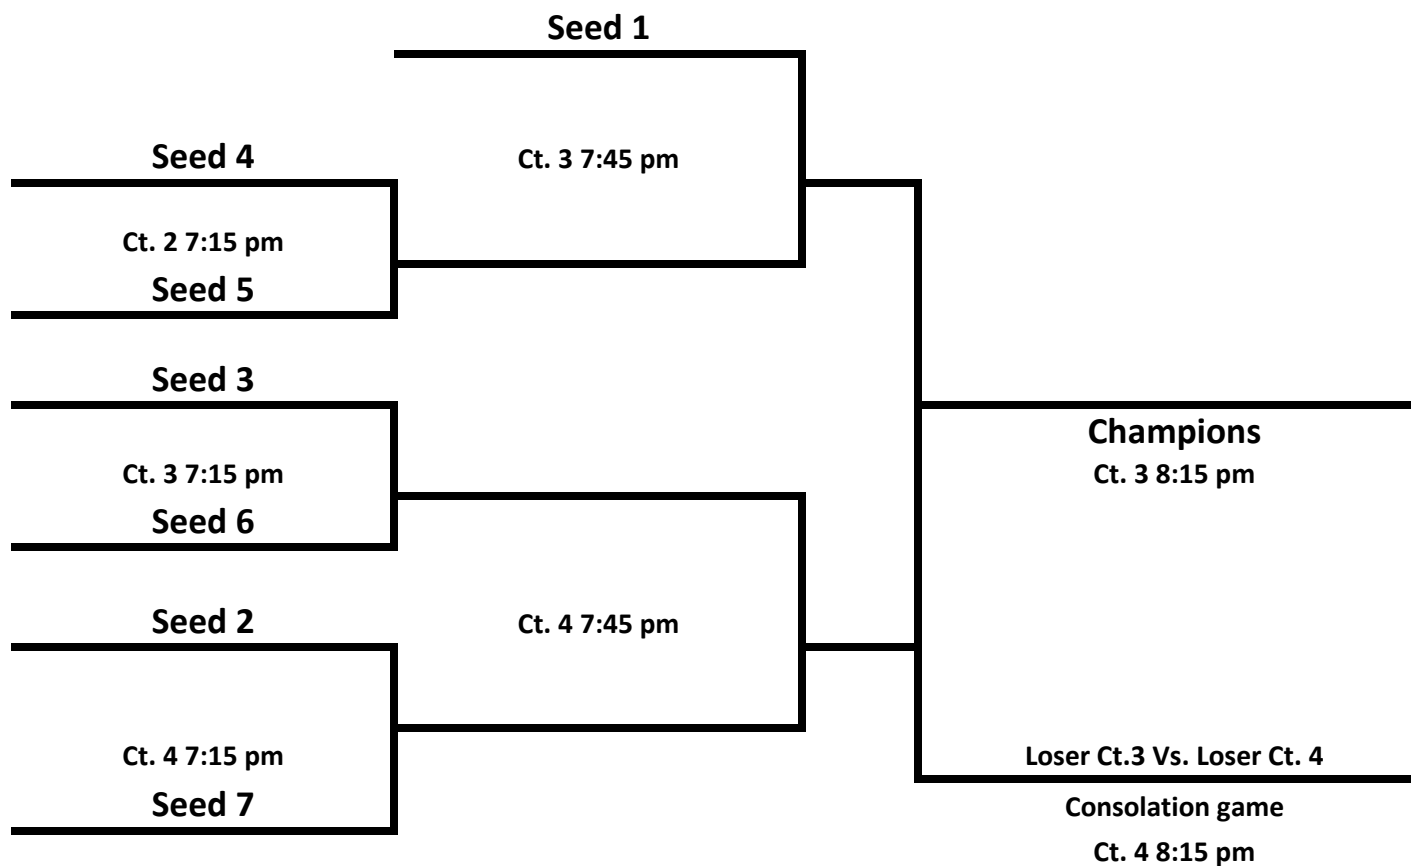 Seed 1
Seed 4
Ct. 3 7:45 pm
Ct. 2 7:15 pm
Seed 5
Seed 3
Champions
Ct. 3 7:15 pm
Ct. 3 8:15 pm
Seed 6
Seed 2
Ct. 4 7:45 pm
Ct. 4 7:15 pm
Loser Ct.3 Vs. Loser Ct. 4
Seed 7
Consolation game
Ct. 4 8:15 pm